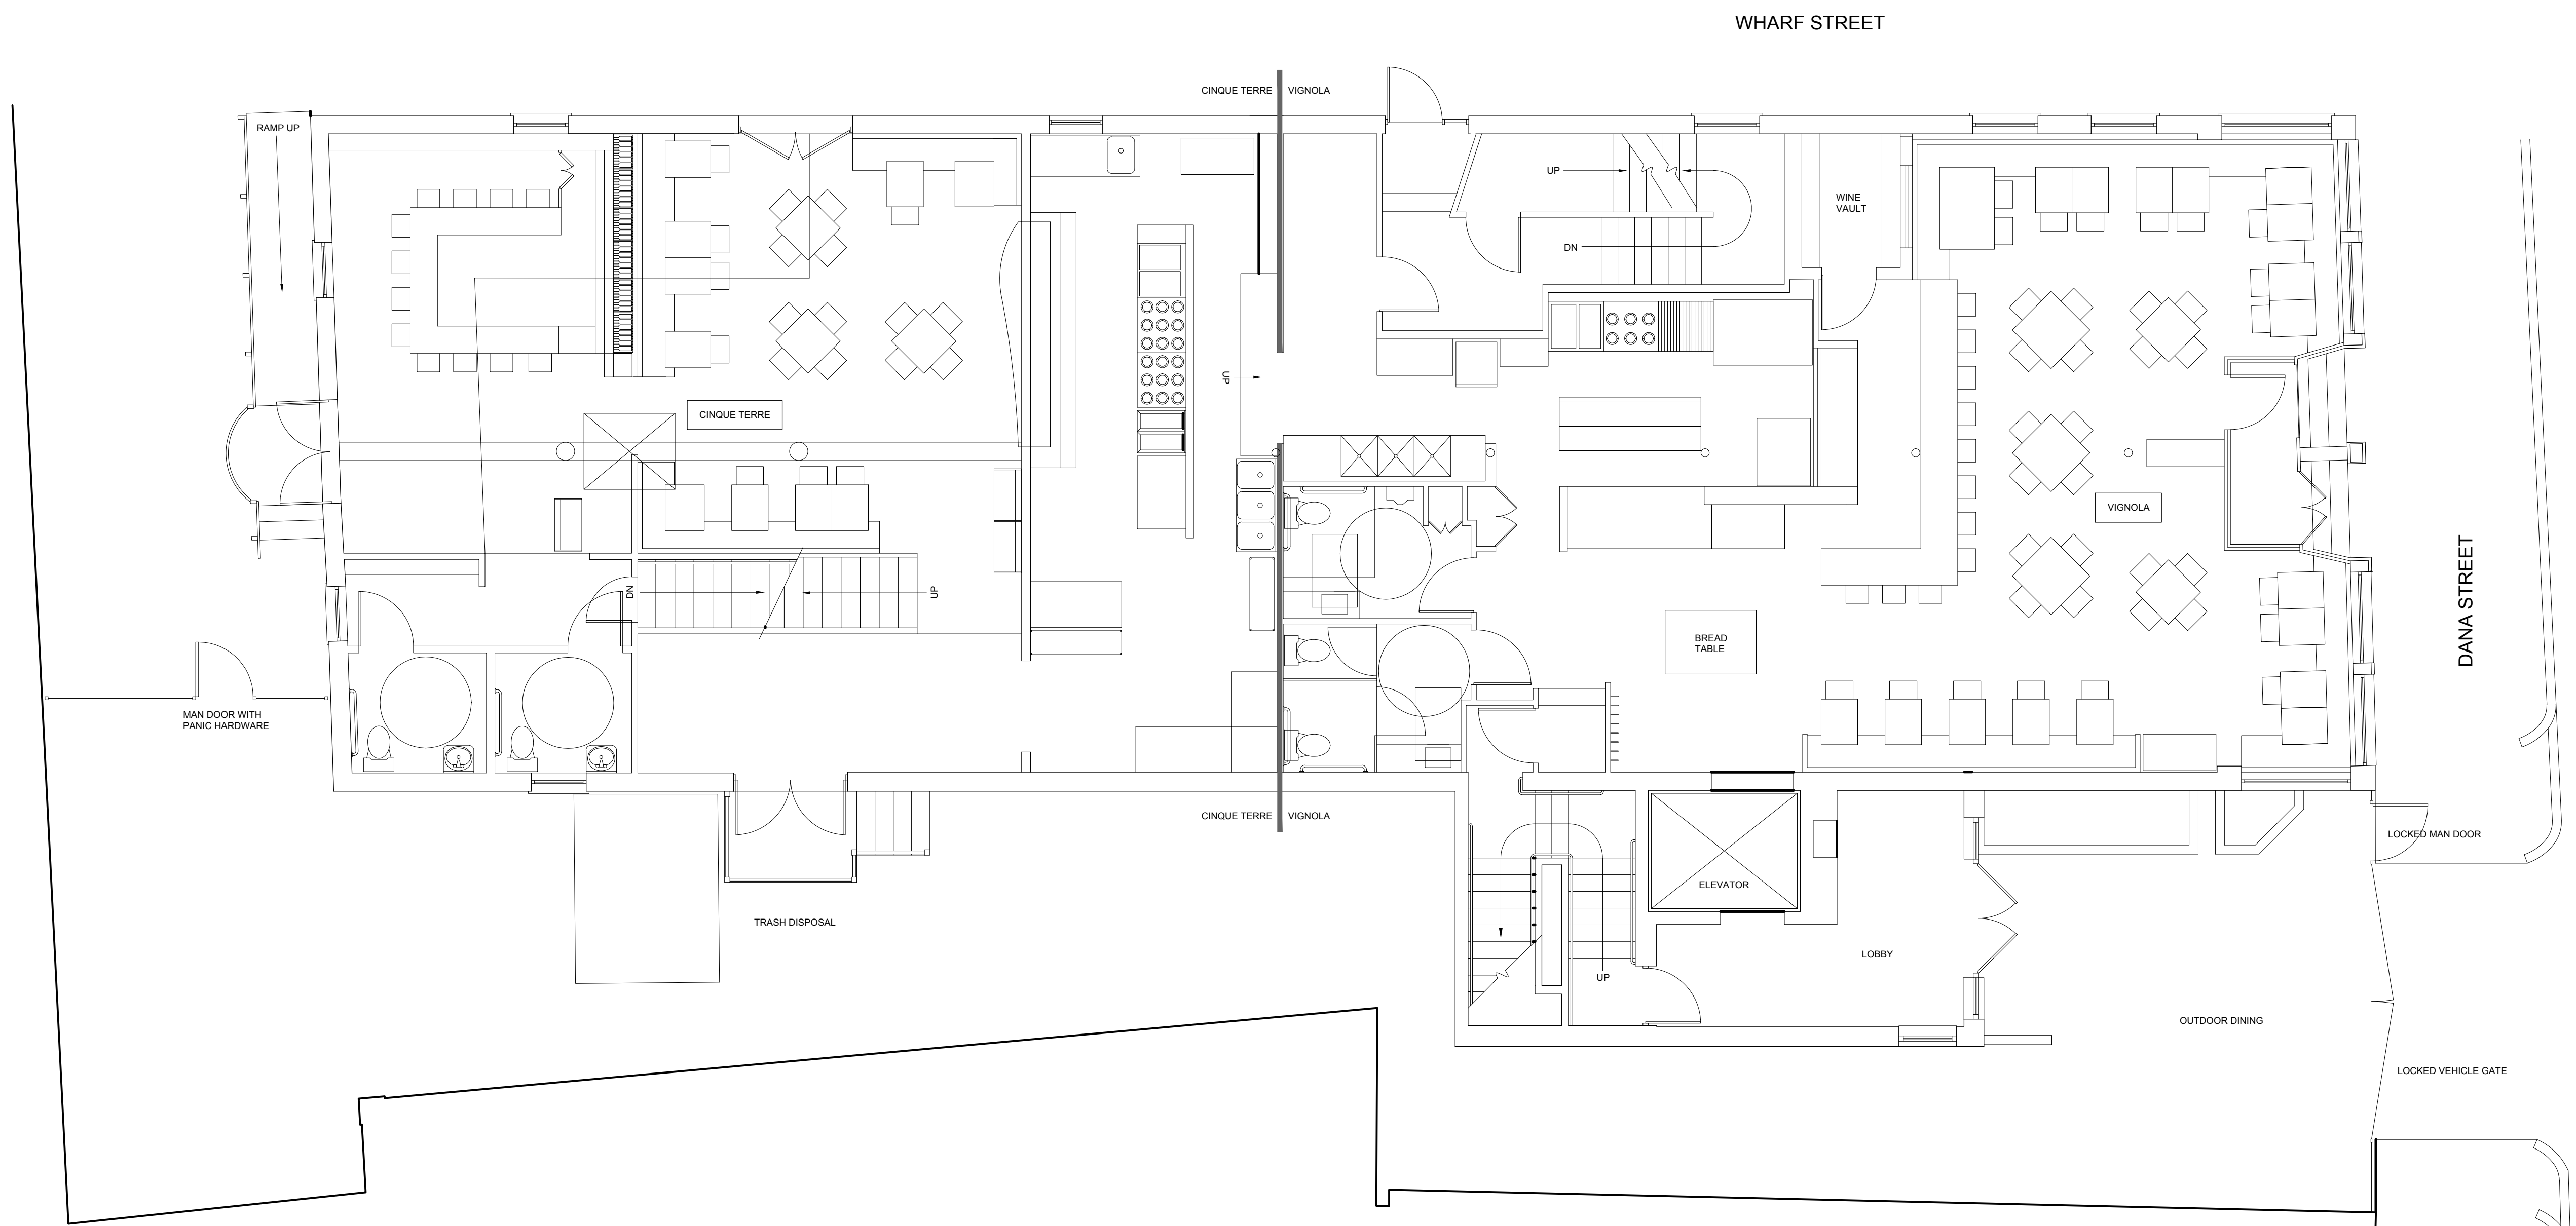 WHARF STREET
CINQUE TERRE
VIGNOLA
RAMP UP
UP
WINE
VAULT
DN
UP
CINQUE TERRE
VIGNOLA
DANA STREET
DN
UP
BREAD
TABLE
MAN DOOR WITH
PANIC HARDWARE
CINQUE TERRE
VIGNOLA
LOCKED MAN DOOR
ELEVATOR
TRASH DISPOSAL
LOBBY
UP
OUTDOOR DINING
LOCKED VEHICLE GATE